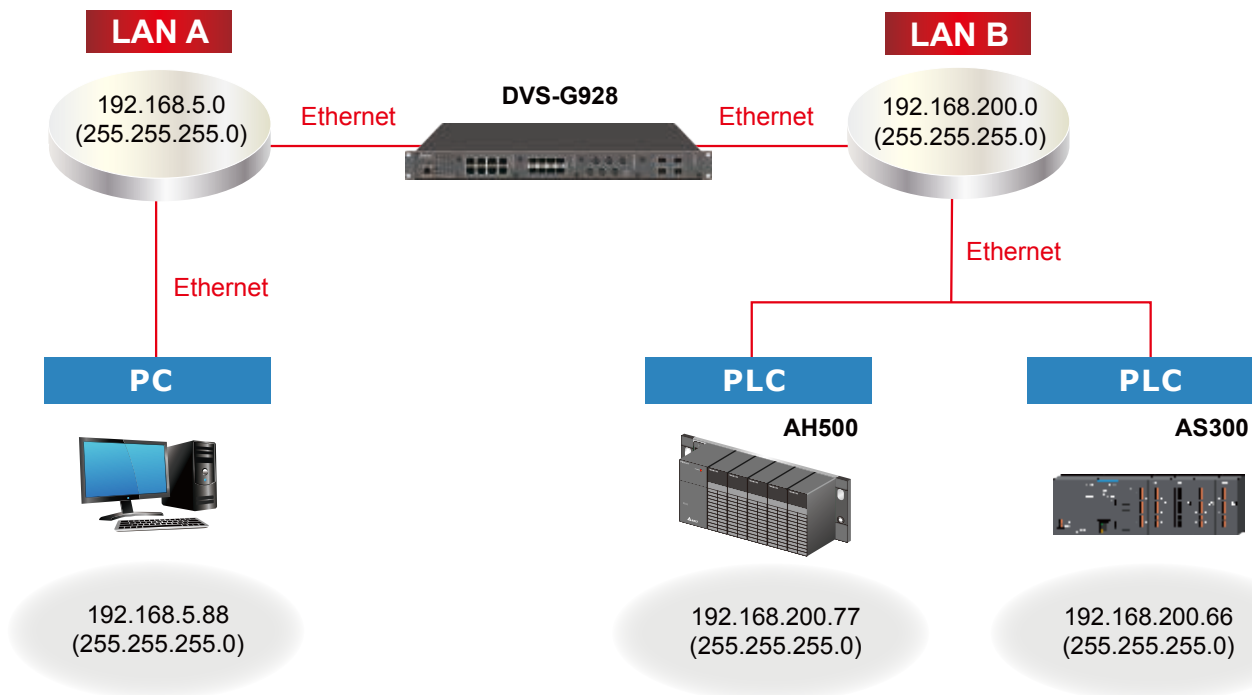 LAN A
LAN B
192.168.5.0
(255.255.255.0)
Ethernet
DVS-G928
Ethernet
192.168.200.0
(255.255.255.0)
Ethernet
Ethernet
PC
PLC
PLC
AH500
AS300
192.168.5.88
(255.255.255.0)
192.168.200.77
(255.255.255.0)
192.168.200.66
(255.255.255.0)